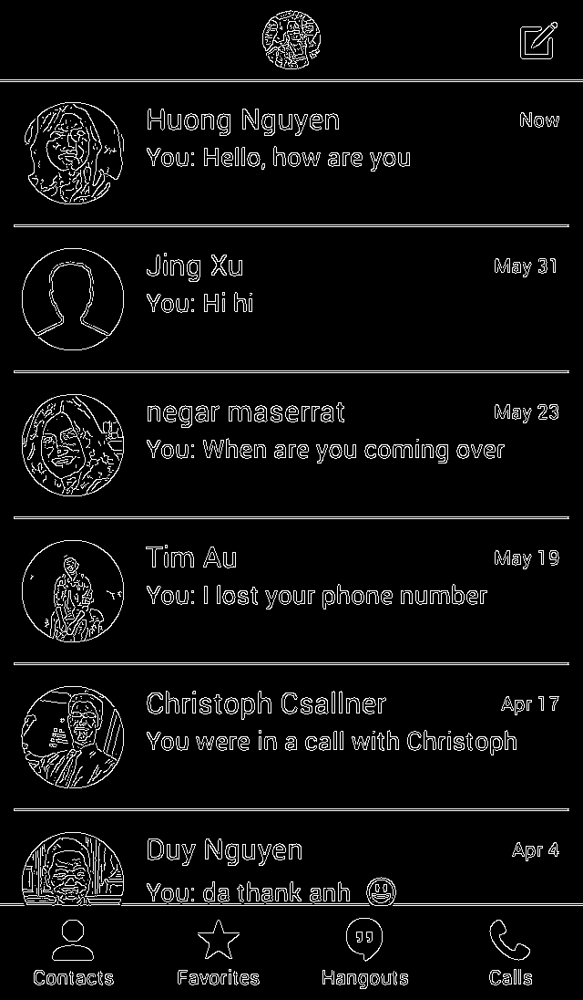 Huong Nguyen
Now
You: Hello, how are you
Jing Xu
May 31
You: Hi hi
negar maserrat
May 23
You: When are you coming over
Tim Au
May 19
You: I lost your phone number
Christoph Csallner
Apr 17
You were in a call with Christoph
Duy Nguyen
Apr 4
You: da thank anh 😃
Contacts
Favorites
Hangouts
Calls